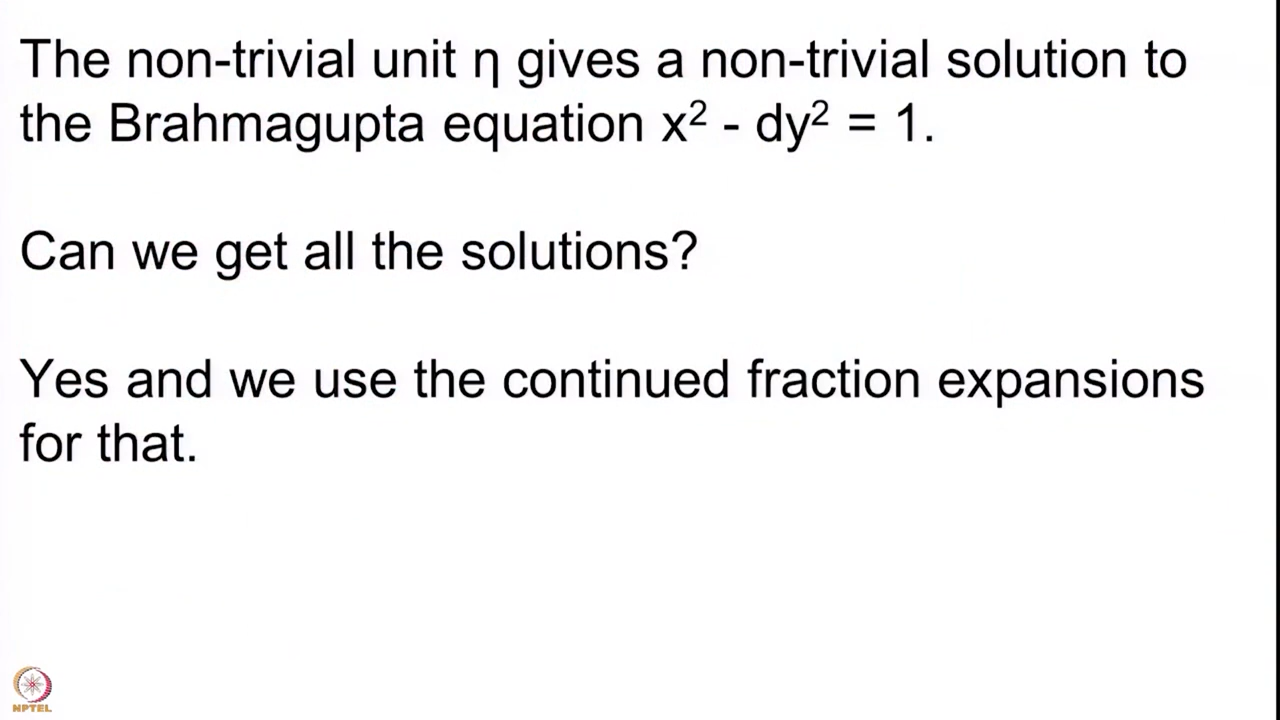 The non-trivial unit η gives a non-trivial solution to
the Brahmagupta equation x² - dy² = 1.
Can we get all the solutions?
Yes and we use the continued fraction expansions
for that.
NPTEL